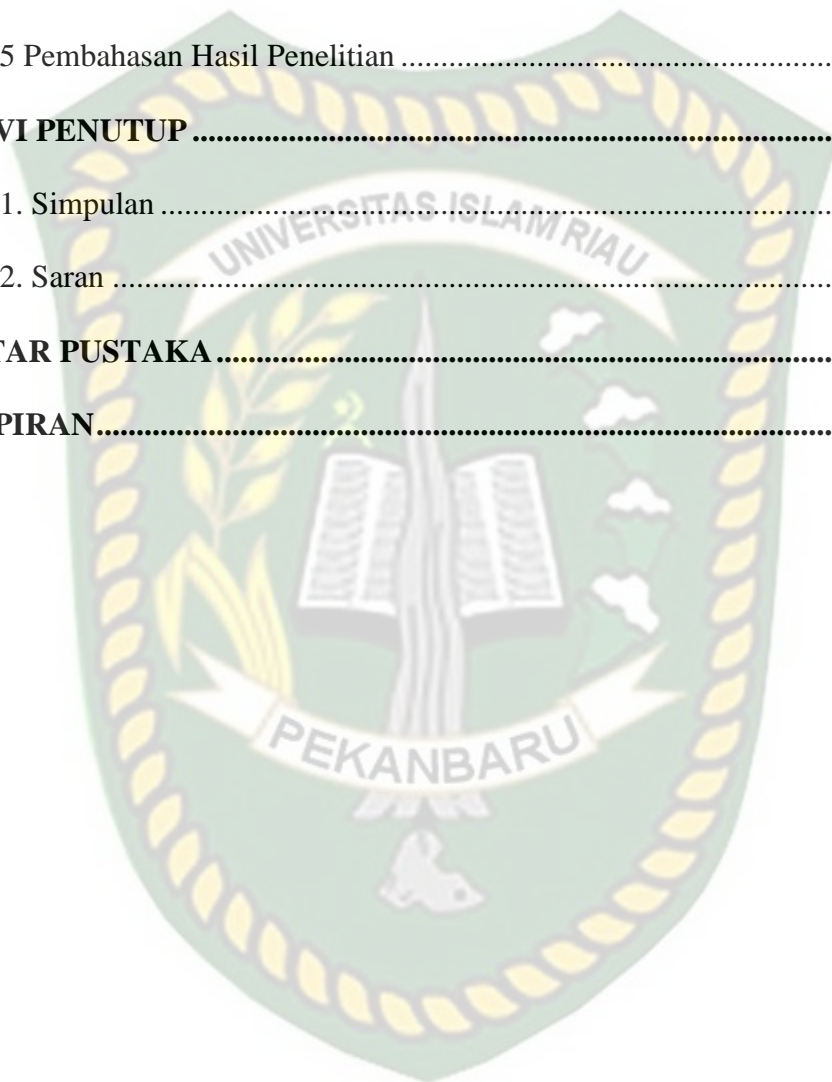 5 Pembahasan Hasil Penelitian ....................................................
VI PENUTUP ................................................................................
1. Simpulan ....................................................................................
UNIVERSITAS ISLAM RIAU
2. Saran ..........................................................................................
TAR PUSTAKA .............................................................................
PIRAN............................................................................................
PEKANBARU